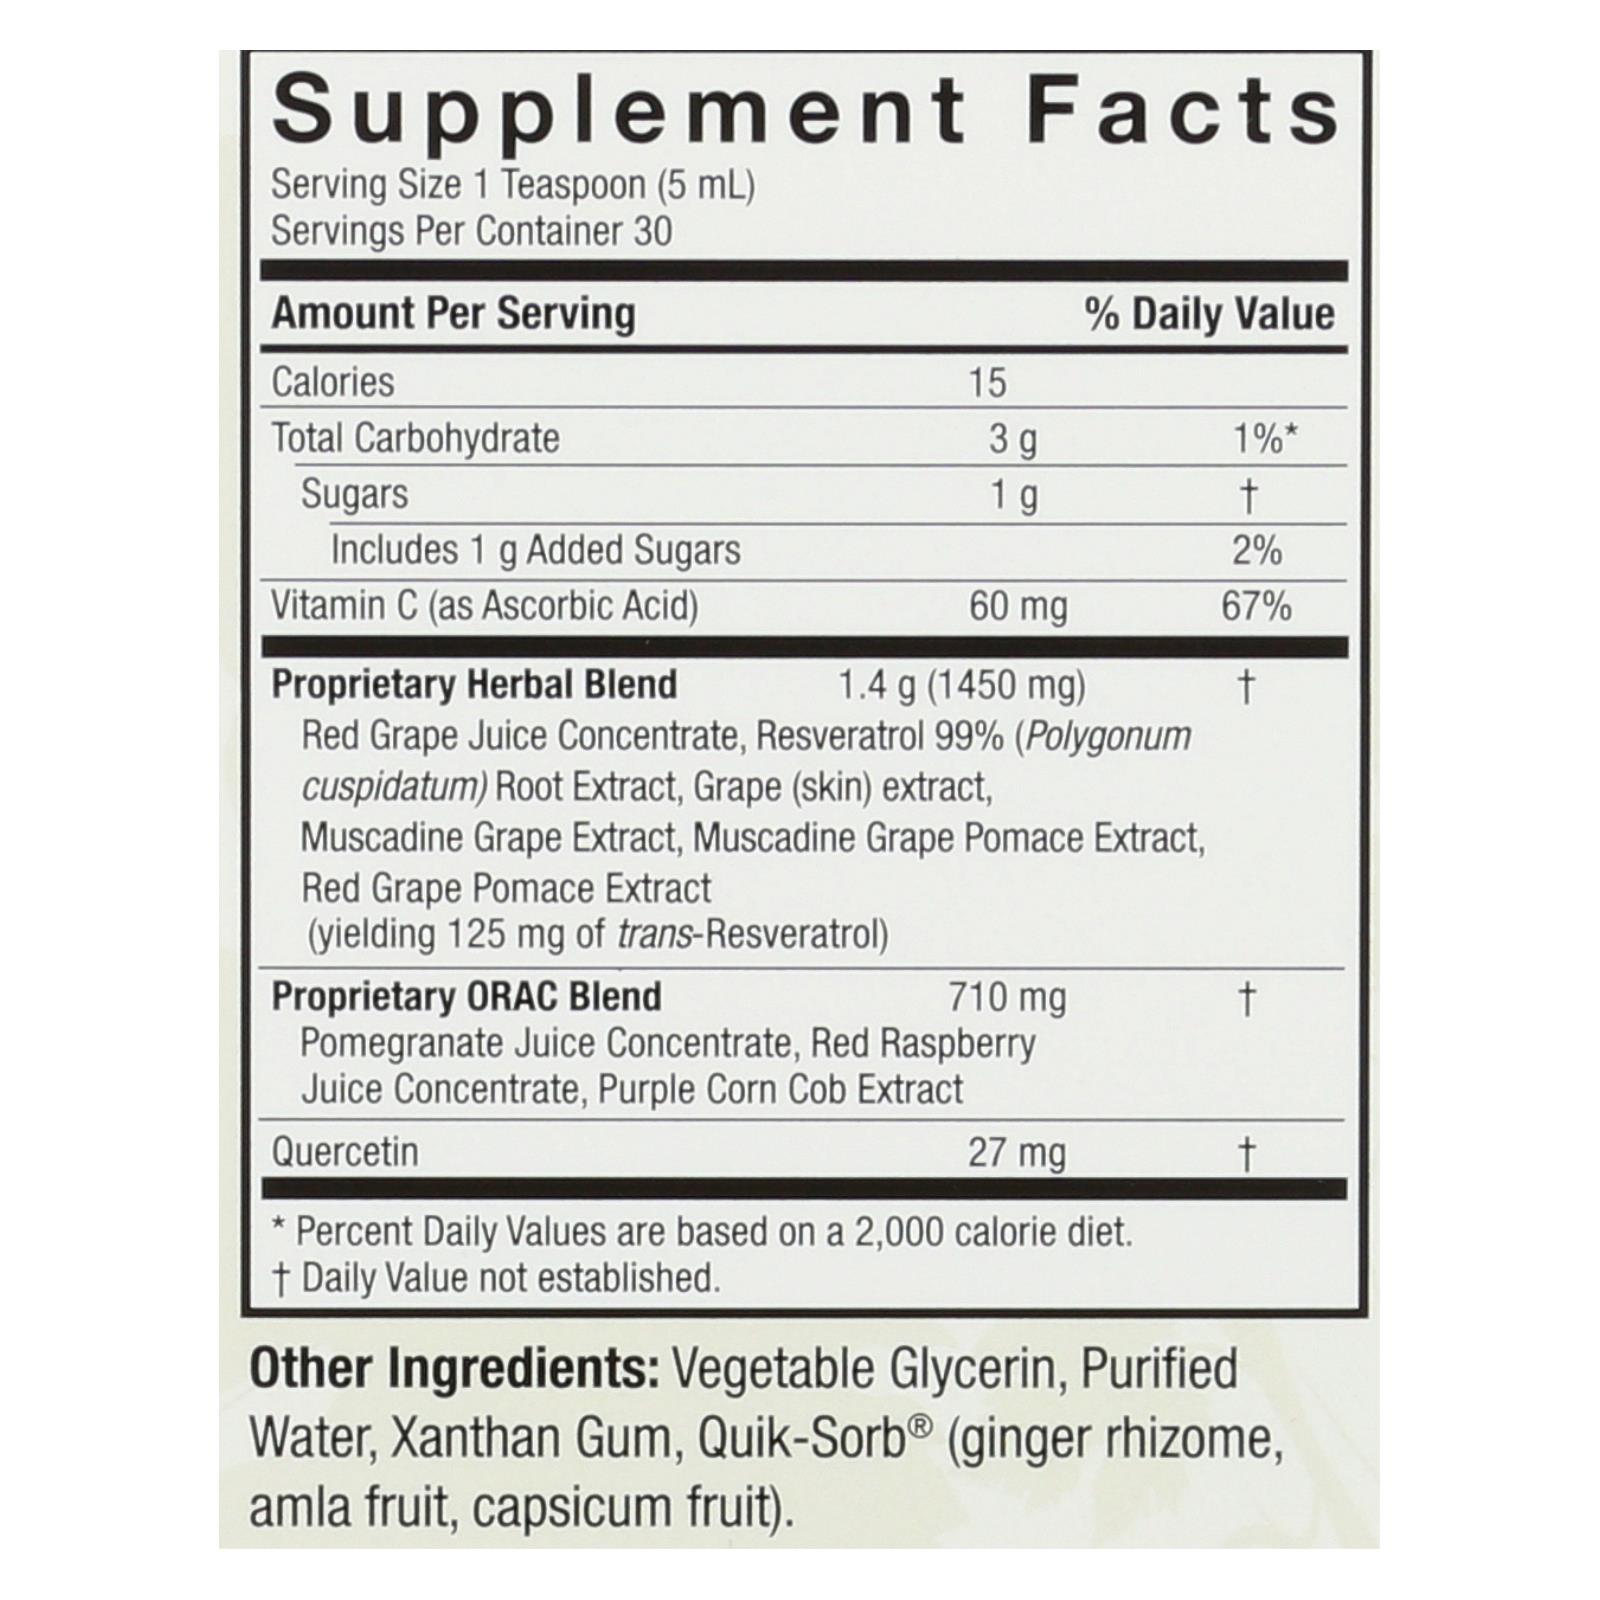 Supplement Facts
Serving Size 1 Teaspoon (5 mL)
Servings Per Container 30
Amount Per Serving % Daily Value
Calories 15
Total Carbohydrate 3 g 1%*
Sugars 1 g †
Includes 1 g Added Sugars 2%
Vitamin C (as Ascorbic Acid) 60 mg 67%
Proprietary Herbal Blend 1.4 g (1450 mg) †
Red Grape Juice Concentrate, Resveratrol 99% (Polygonum
cuspidatum) Root Extract, Grape (skin) extract,
Muscadine Grape Extract, Muscadine Grape Pomace Extract,
Red Grape Pomace Extract
(yielding 125 mg of trans-Resveratrol)
Proprietary ORAC Blend 710 mg †
Pomegranate Juice Concentrate, Red Raspberry
Juice Concentrate, Purple Corn Cob Extract
Quercetin 27 mg †
* Percent Daily Values are based on a 2,000 calorie diet.
† Daily Value not established.
Other Ingredients: Vegetable Glycerin, Purified
Water, Xanthan Gum, Quik-Sorb® (ginger rhizome,
amla fruit, capsicum fruit).